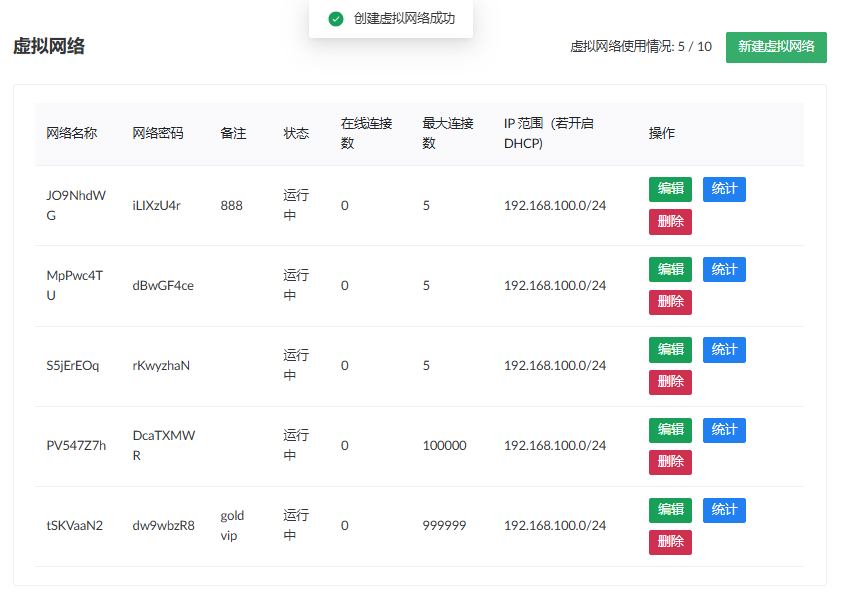 创建虚拟网络成功
虚拟网络
虚拟网络使用情况: 5 / 10
新建虚拟网络
网络名称
网络密码
备注
状态
在线连接
数
最大连接
数
IP 范围（若开启
DHCP)
操作
JO9NhdW
G
iLIXzU4r
888
运行
中
0
5
192.168.100.0/24
编辑
统计
删除
MpPwc4T
U
dBwGF4ce
运行
中
0
5
192.168.100.0/24
编辑
统计
删除
S5jErEOq
rKwyzhaN
运行
中
0
5
192.168.100.0/24
编辑
统计
删除
PV547Z7h
DcaTXMW
R
运行
中
0
100000
192.168.100.0/24
编辑
统计
删除
tSKVaaN2
dw9wbzR8
gold
vip
运行
中
0
999999
192.168.100.0/24
编辑
统计
删除